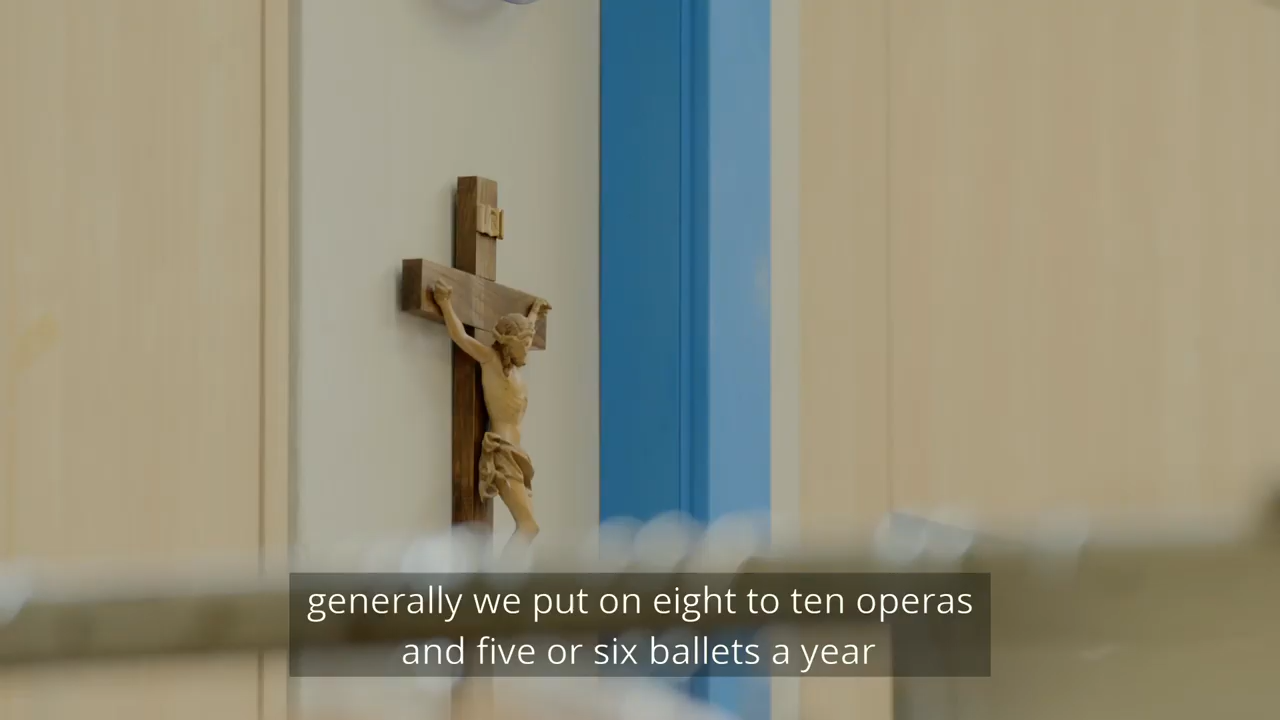 generally we put on eight to ten operas
and five or six ballets a year